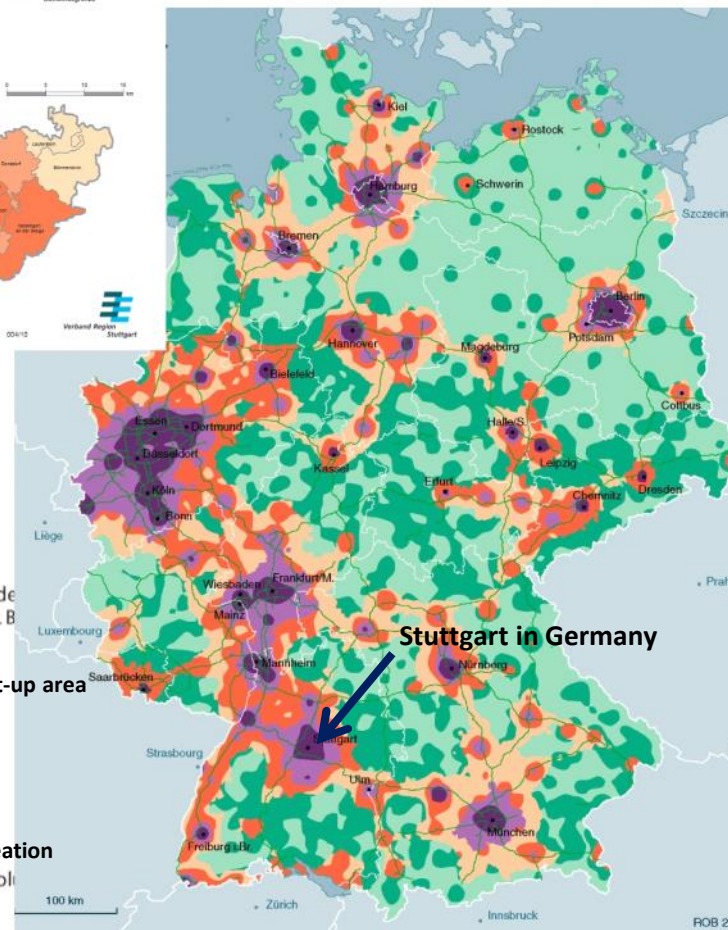 Verband Region
Stuttgart
Kiel
Rostock
Hamburg
Schwerin
Szczecin
Bremen
Berlin
Potsdam
Hannover
Magdeburg
Bielefeld
Cottbus
Essen
Dortmund
Halle/S.
Düsseldorf
Leipzig
Kassel
Köln
Erfurt
Dresden
Chemnitz
Bonn
Liège
Wiesbaden
Frankfurt/M.
Mainz
Luxembourg
Stuttgart in Germany
Mannheim
Nürnberg
Saarbrücken
-up area
Strasbourg
Ulm
München
Freiburg i.Br.
100 km
Zürich
Innsbruck